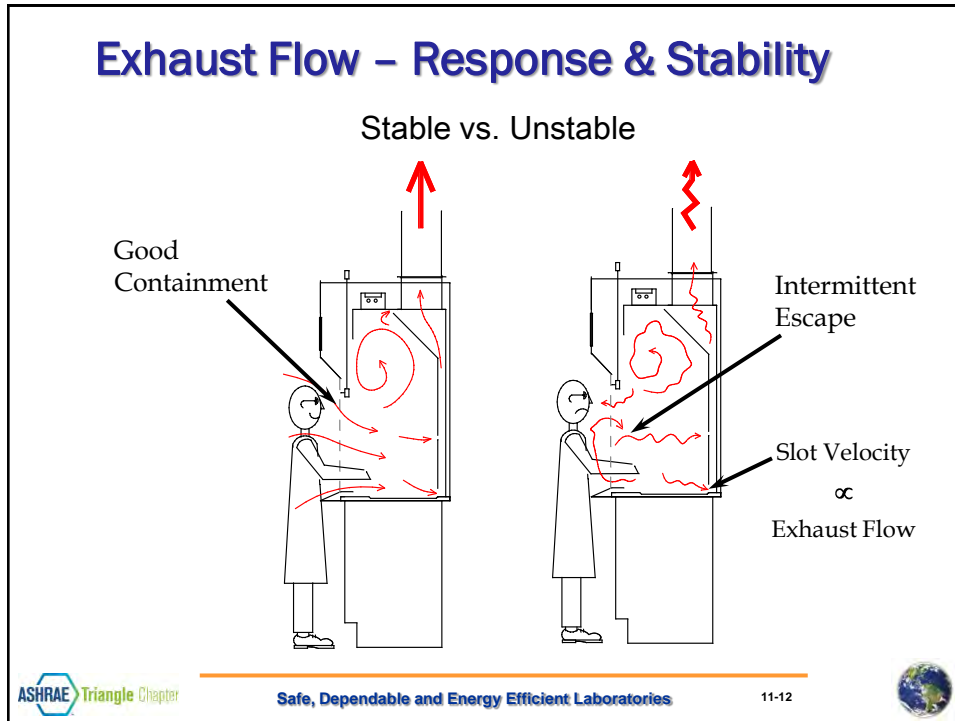 Exhaust Flow – Response & Stability
Stable vs. Unstable
Good
Containment
Intermittent
Escape
Slot Velocity
∝
Exhaust Flow
ASHRAE Triangle Chapter
Safe, Dependable and Energy Efficient Laboratories
11-12